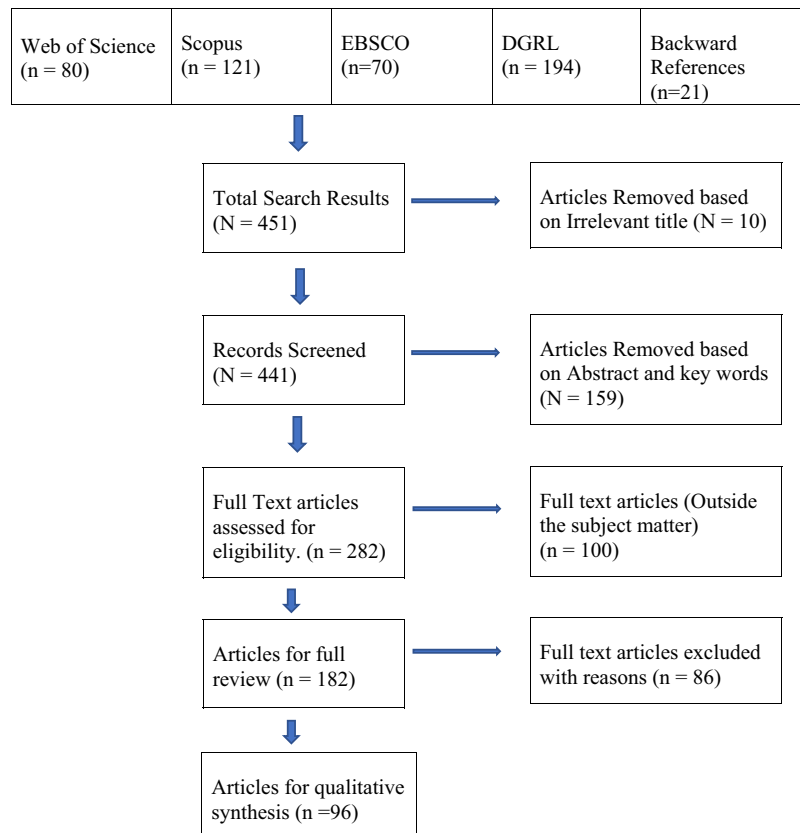 Web of Science
(n = 80)
Scopus
(n = 121)
EBSCO
(n=70)
DGRL
(n = 194)
Backward
References
(n=21)
Total Search Results
(N = 451)
Articles Removed based
on Irrelevant title (N = 10)
Records Screened
(N = 441)
Articles Removed based
on Abstract and key words
(N = 159)
Full Text articles
assessed for
eligibility. (n = 282)
Full text articles (Outside
the subject matter)
(n = 100)
Articles for full
review (n = 182)
Full text articles excluded
with reasons (n = 86)
Articles for qualitative
synthesis (n =96)